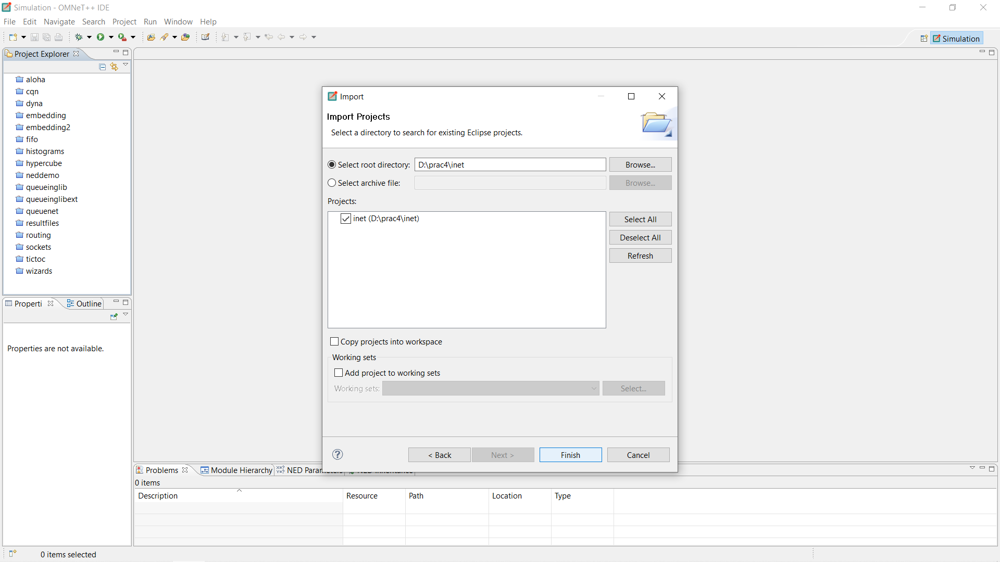 Simulation - OMNeT++ IDE
File Edit Navigate Search Project Run Window Help
Simulation
Project Explorer
aloha
cqn
dyna
embedding
embedding2
fifo
histograms
hypercube
neddemo
queueinglib
queueinglibext
queuenet
resultfiles
routing
sockets
tictoc
wizards
Properti Outline
Properties are not available.
Import
Import Projects
Select a directory to search for existing Eclipse projects.
Select root directory: D:\prac4\inet Browse...
Select archive file: Browse...
Projects:
inet (D:\prac4\inet)
Select All
Deselect All
Refresh
Copy projects into workspace
Working sets
Add project to working sets
Working sets: Select...
< Back Next > Finish Cancel
Problems Module Hierarchy NED Parameters NED Inheritance
0 items
Description Resource Path Location Type
0 items selected